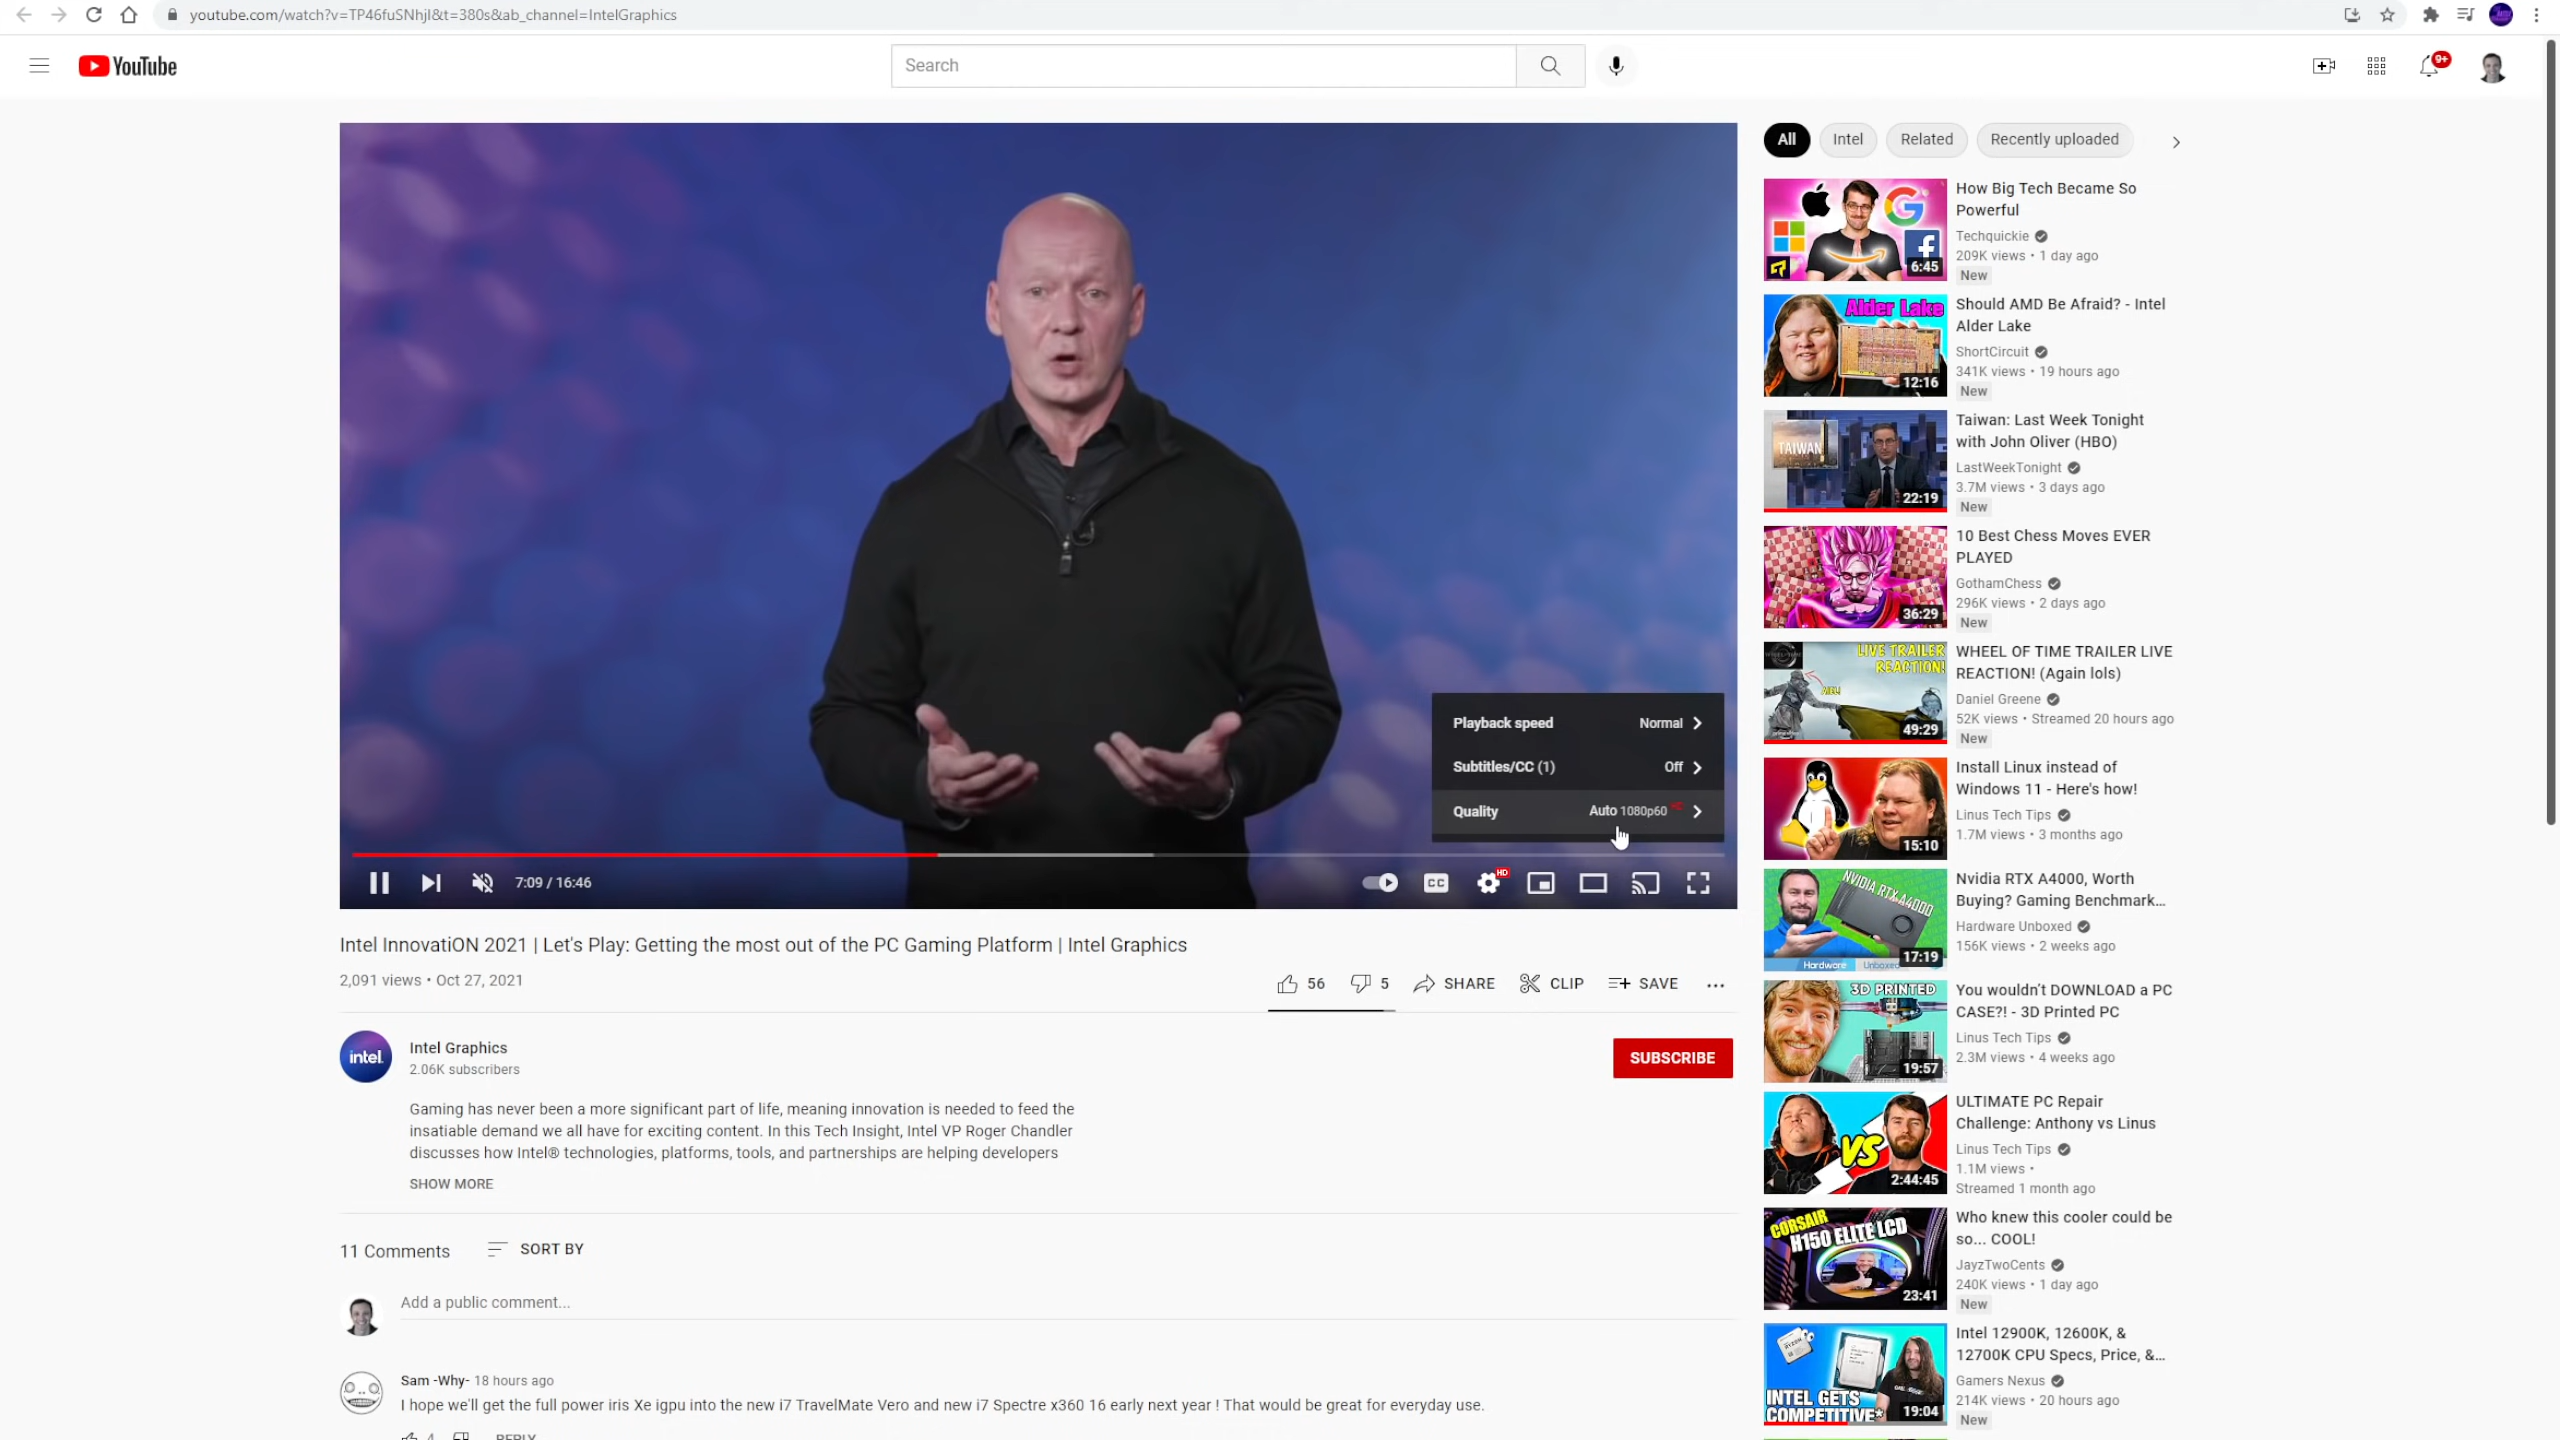 youtube.com/watch?v=TP46fuSNhjI&t=380s&ab_channel=IntelGraphics
YouTube
Search
9+
Playback speed Normal
Subtitles/CC (1) Off
Quality Auto 1080p60 HD
7:09 / 16:46
CC
HD
Intel InnovatiON 2021 | Let's Play: Getting the most out of the PC Gaming Platform | Intel Graphics
2,091 views • Oct 27, 2021
56 5 SHARE CLIP SAVE
intel.
Intel Graphics
2.06K subscribers
SUBSCRIBE
Gaming has never been a more significant part of life, meaning innovation is needed to feed the
insatiable demand we all have for exciting content. In this Tech Insight, Intel VP Roger Chandler
discusses how Intel® technologies, platforms, tools, and partnerships are helping developers
SHOW MORE
11 Comments SORT BY
Add a public comment...
Sam -Why- 18 hours ago
I hope we'll get the full power iris Xe igpu into the new i7 TravelMate Vero and new i7 Spectre x360 16 early next year ! That would be great for everyday use.
4 REPLY
All Intel Related Recently uploaded
6:45
How Big Tech Became So
Powerful
Techquickie
209K views • 1 day ago
New
Alder Lake
12:16
Should AMD Be Afraid? - Intel
Alder Lake
ShortCircuit
341K views • 19 hours ago
New
TAIWAN
22:19
Taiwan: Last Week Tonight
with John Oliver (HBO)
LastWeekTonight
3.7M views • 3 days ago
New
36:29
10 Best Chess Moves EVER
PLAYED
GothamChess
296K views • 2 days ago
New
LIVE TRAILER
REACTION!
49:29
WHEEL OF TIME TRAILER LIVE
REACTION! (Again lols)
Daniel Greene
52K views • Streamed 20 hours ago
New
15:10
Install Linux instead of
Windows 11 - Here's how!
Linus Tech Tips
1.7M views • 3 months ago
NVIDIA RTX A4000
Hardware Unboxed
17:19
Nvidia RTX A4000, Worth
Buying? Gaming Benchmark...
Hardware Unboxed
156K views • 2 weeks ago
3D PRINTED
19:57
You wouldn't DOWNLOAD a PC
CASE?! - 3D Printed PC
Linus Tech Tips
2.3M views • 4 weeks ago
VS
2:44:45
ULTIMATE PC Repair
Challenge: Anthony vs Linus
Linus Tech Tips
1.1M views •
Streamed 1 month ago
CORSAIR
H150 ELITE LCD
23:41
Who knew this cooler could be
so... COOL!
JayzTwoCents
240K views • 1 day ago
New
RYZEN
INTEL GETS
COMPETITIVE*
19:04
Intel 12900K, 12600K, &
12700K CPU Specs, Price, &...
Gamers Nexus
214K views • 20 hours ago
New